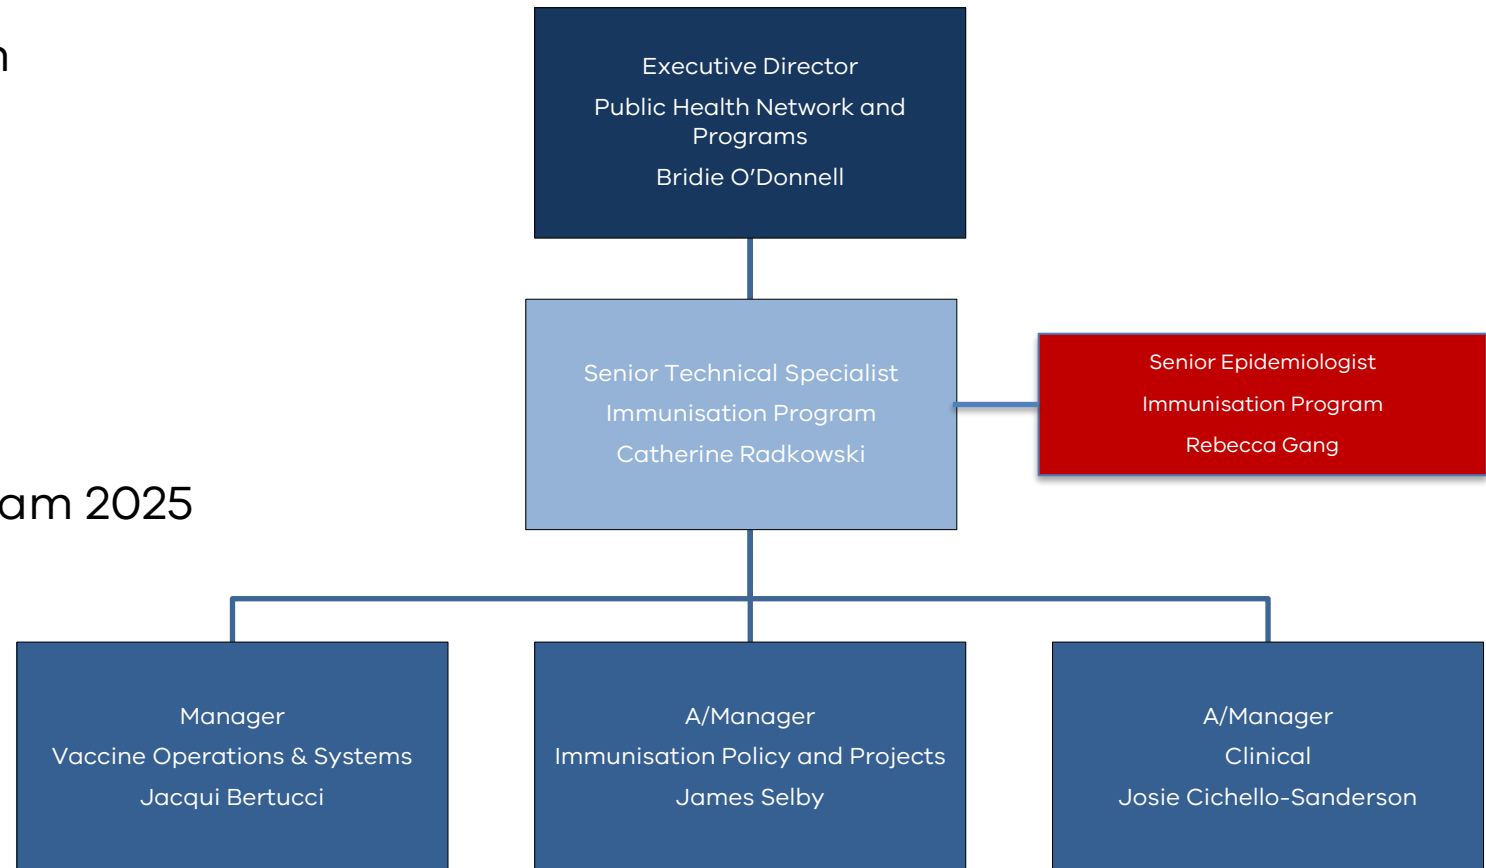 Executive Director
Public Health Network and
Programs
Bridie O’Donnell
Senior Technical Specialist
Immunisation Program
Catherine Radkowski
Senior Epidemiologist
Immunisation Program
Rebecca Gang
am 2025
Manager
Vaccine Operations & Systems
Jacqui Bertucci
A/Manager
Immunisation Policy and Projects
James Selby
A/Manager
Clinical
Josie Cichello-Sanderson